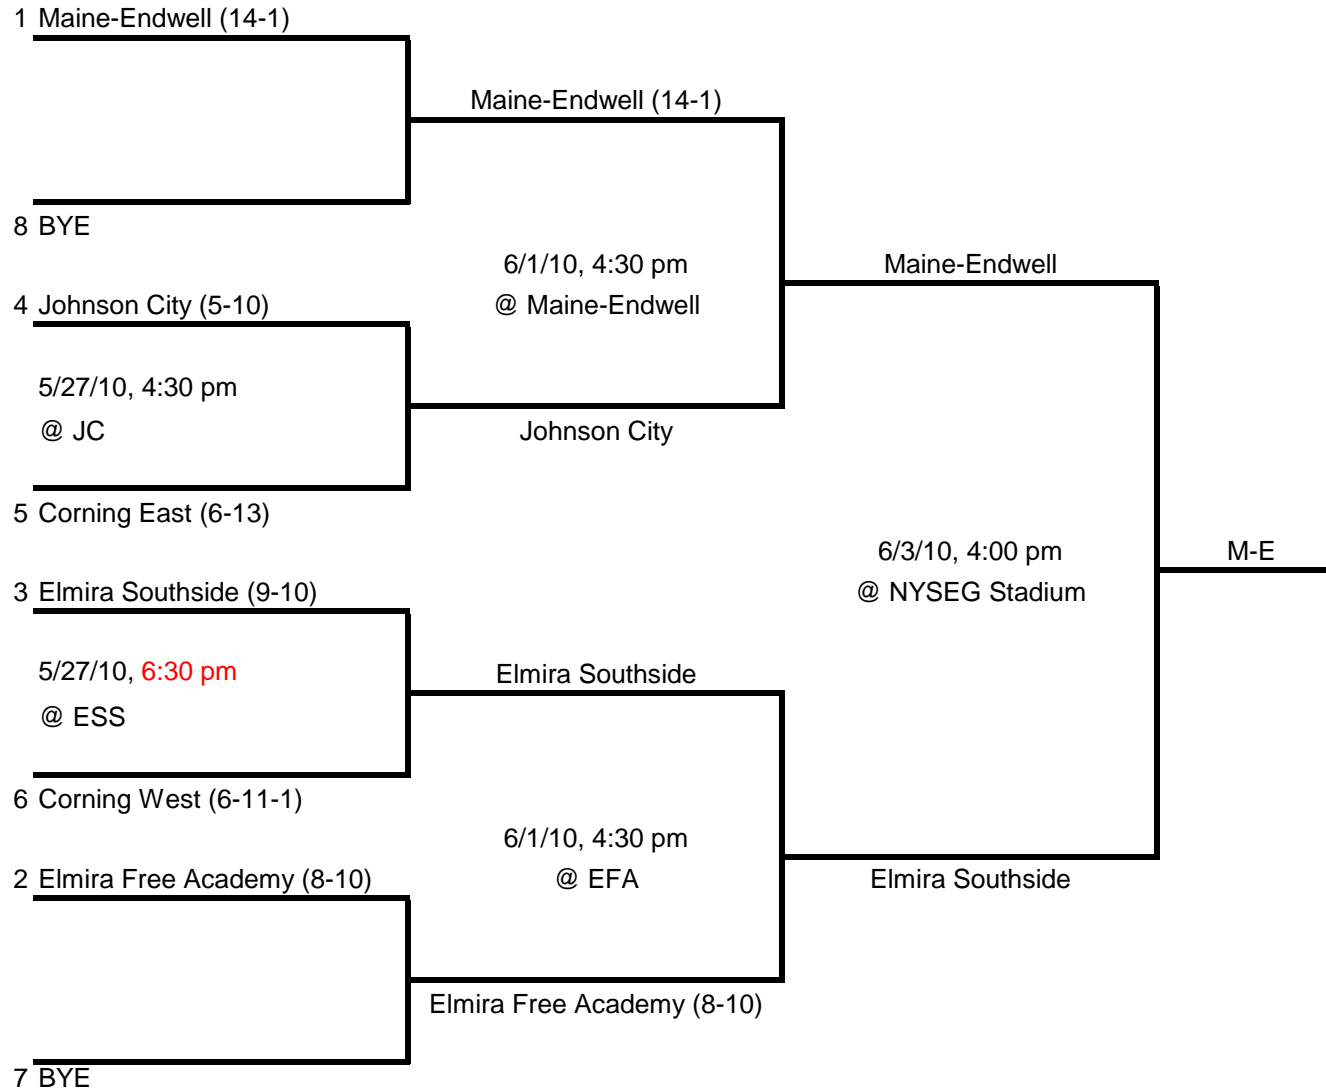 1 Maine-Endwell (14-1)
Maine-Endwell (14-1)
8 BYE
6/1/10, 4:30 pm
@ Maine-Endwell
Maine-Endwell
4 Johnson City (5-10)
5/27/10, 4:30 pm
@ JC
Johnson City
5 Corning East (6-13)
6/3/10, 4:00 pm
@ NYSEG Stadium
M-E
3 Elmira Southside (9-10)
5/27/10, 6:30 pm
@ ESS
Elmira Southside
6 Corning West (6-11-1)
6/1/10, 4:30 pm
@ EFA
Elmira Southside
2 Elmira Free Academy (8-10)
Elmira Free Academy (8-10)
7 BYE